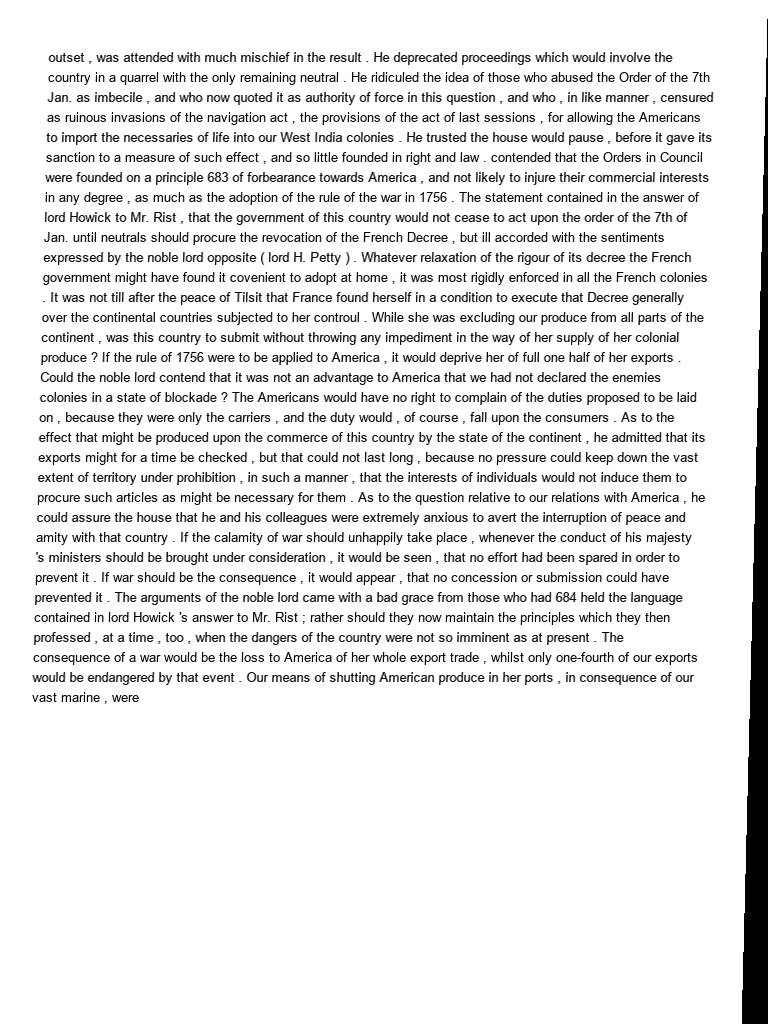 outset , was attended with much mischief in the result . He deprecated proceedings which would involve the
country in a quarrel with the only remaining neutral . He ridiculed the idea of those who abused the Order of the 7th
Jan. as imbecile , and who now quoted it as authority of force in this question , and who , in like manner , censured
as ruinous invasions of the navigation act , the provisions of the act of last sessions , for allowing the Americans
to import the necessaries of life into our West India colonies . He trusted the house would pause , before it gave its
sanction to a measure of such effect , and so little founded in right and law . contended that the Orders in Council
were founded on a principle 683 of forbearance towards America , and not likely to injure their commercial interests
in any degree , as much as the adoption of the rule of the war in 1756 . The statement contained in the answer of
lord Howick to Mr. Rist , that the government of this country would not cease to act upon the order of the 7th of
Jan. until neutrals should procure the revocation of the French Decree , but ill accorded with the sentiments
expressed by the noble lord opposite ( lord H. Petty ) . Whatever relaxation of the rigour of its decree the French
government might have found it covenient to adopt at home , it was most rigidly enforced in all the French colonies
. It was not till after the peace of Tilsit that France found herself in a condition to execute that Decree generally
over the continental countries subjected to her controul . While she was excluding our produce from all parts of the
continent , was this country to submit without throwing any impediment in the way of her supply of her colonial
produce ? If the rule of 1756 were to be applied to America , it would deprive her of full one half of her exports .
Could the noble lord contend that it was not an advantage to America that we had not declared the enemies
colonies in a state of blockade ? The Americans would have no right to complain of the duties proposed to be laid
on , because they were only the carriers , and the duty would , of course , fall upon the consumers . As to the
effect that might be produced upon the commerce of this country by the state of the continent , he admitted that its
exports might for a time be checked , but that could not last long , because no pressure could keep down the vast
extent of territory under prohibition , in such a manner , that the interests of individuals would not induce them to
procure such articles as might be necessary for them . As to the question relative to our relations with America , he
could assure the house that he and his colleagues were extremely anxious to avert the interruption of peace and
amity with that country . If the calamity of war should unhappily take place , whenever the conduct of his majesty
's ministers should be brought under consideration , it would be seen , that no effort had been spared in order to
prevent it . If war should be the consequence , it would appear , that no concession or submission could have
prevented it . The arguments of the noble lord came with a bad grace from those who had 684 held the language
contained in lord Howick 's answer to Mr. Rist ; rather should they now maintain the principles which they then
professed , at a time , too , when the dangers of the country were not so imminent as at present . The
consequence of a war would be the loss to America of her whole export trade , whilst only one-fourth of our exports
would be endangered by that event . Our means of shutting American produce in her ports , in consequence of our
vast marine , were